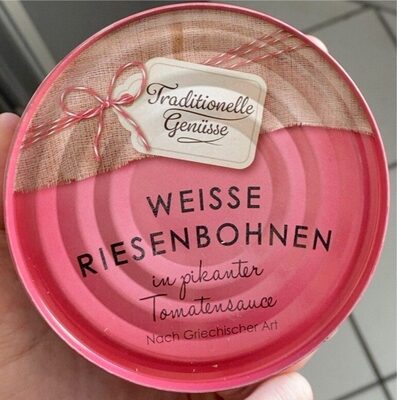 Traditionelle
Genüsse
WEISSE
RIESENBOHNEN
in pikanter
Tomatensauce
Nach Griechischer Art